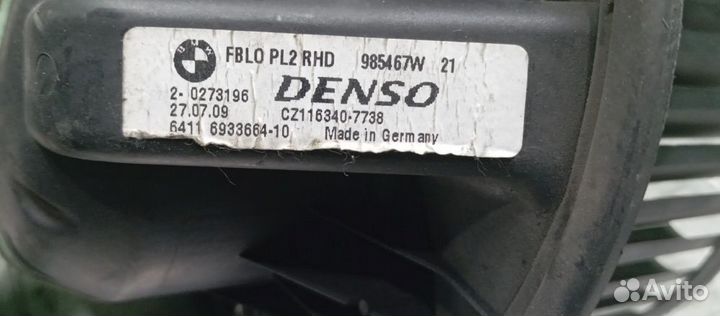 BMW
FBLO PL2 RHD 985467W 21
2-0273196 DENSO
27.07.09 CZ116340-7738
6411 6933664-10 Made in Germany
Avito